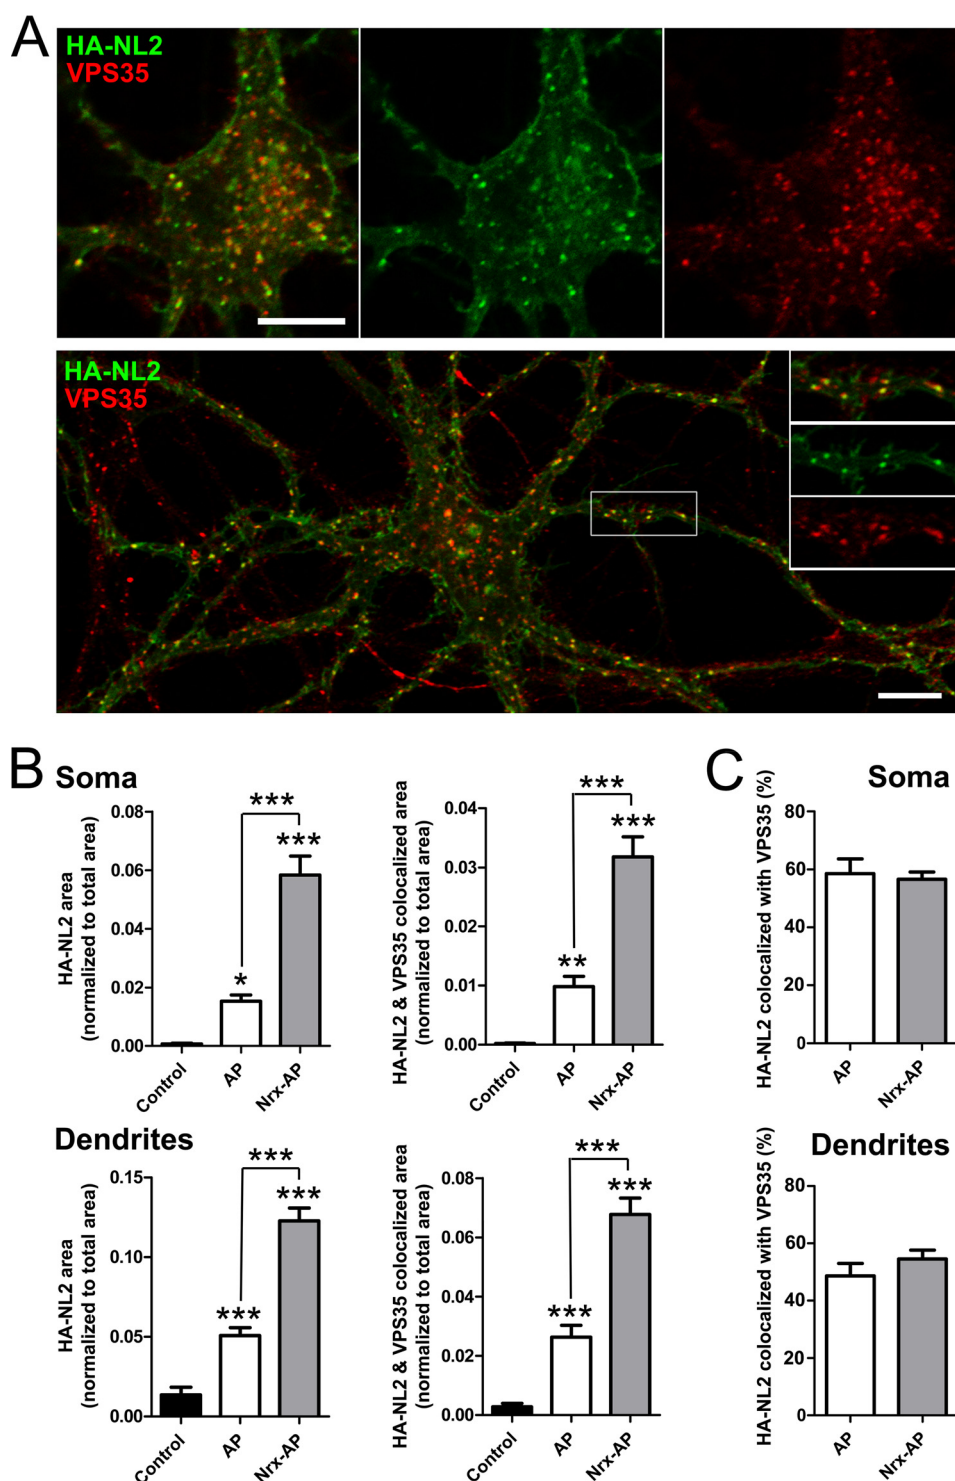 A
HA-NL2
VPS35
HA-NL2
VPS35
B
Soma
HA-NL2 area
(normalized to total area)
0.08
0.06
0.04
0.02
0.00
***
*
***
Control
AP
Nrx-AP
HA-NL2 & VPS35 colocalized area
(normalized to total area)
0.04
0.03
0.02
0.01
0.00
***
**
***
Control
AP
Nrx-AP
C
Soma
HA-NL2 colocalized with VPS35 (%)
80
60
40
20
0
AP
Nrx-AP
Dendrites
HA-NL2 area
(normalized to total area)
0.15
0.10
0.05
0.00
***
***
***
Control
AP
Nrx-AP
HA-NL2 & VPS35 colocalized area
(normalized to total area)
0.08
0.06
0.04
0.02
0.00
***
***
***
Control
AP
Nrx-AP
Dendrites
HA-NL2 colocalized with VPS35 (%)
80
60
40
20
0
AP
Nrx-AP